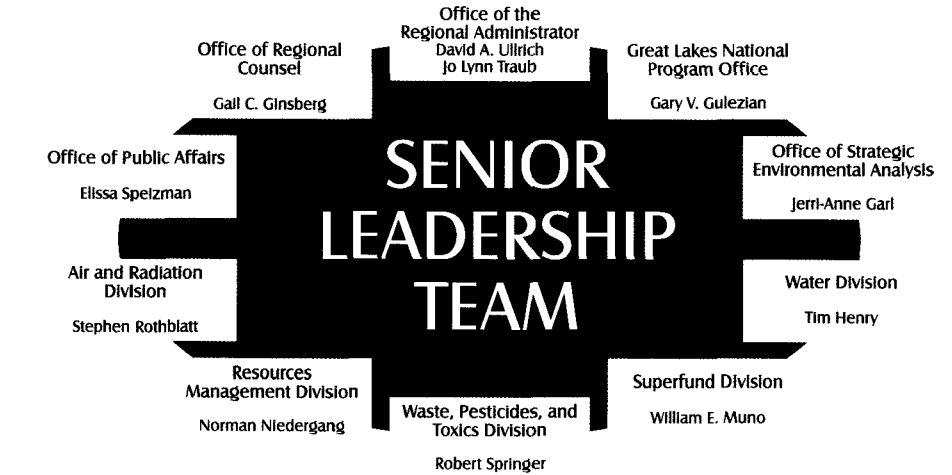 Office of the
Regional Administrator
David A. Ullrich
Jo Lynn Traub
Office of Regional
Counsel
Gail C. Ginsberg
Great Lakes National
Program Office
Gary V. Gulezian
Office of Public Affairs
Elissa Speizman
SENIOR
LEADERSHIP
TEAM
Office of Strategic
Environmental Analysis
Jerri-Anne Garl
Air and Radiation
Division
Stephen Rothblatt
Water Division
Tim Henry
Resources
Management Division
Norman Niedergang
Waste, Pesticides, and
Toxics Division
Robert Springer
Superfund Division
William E. Muno